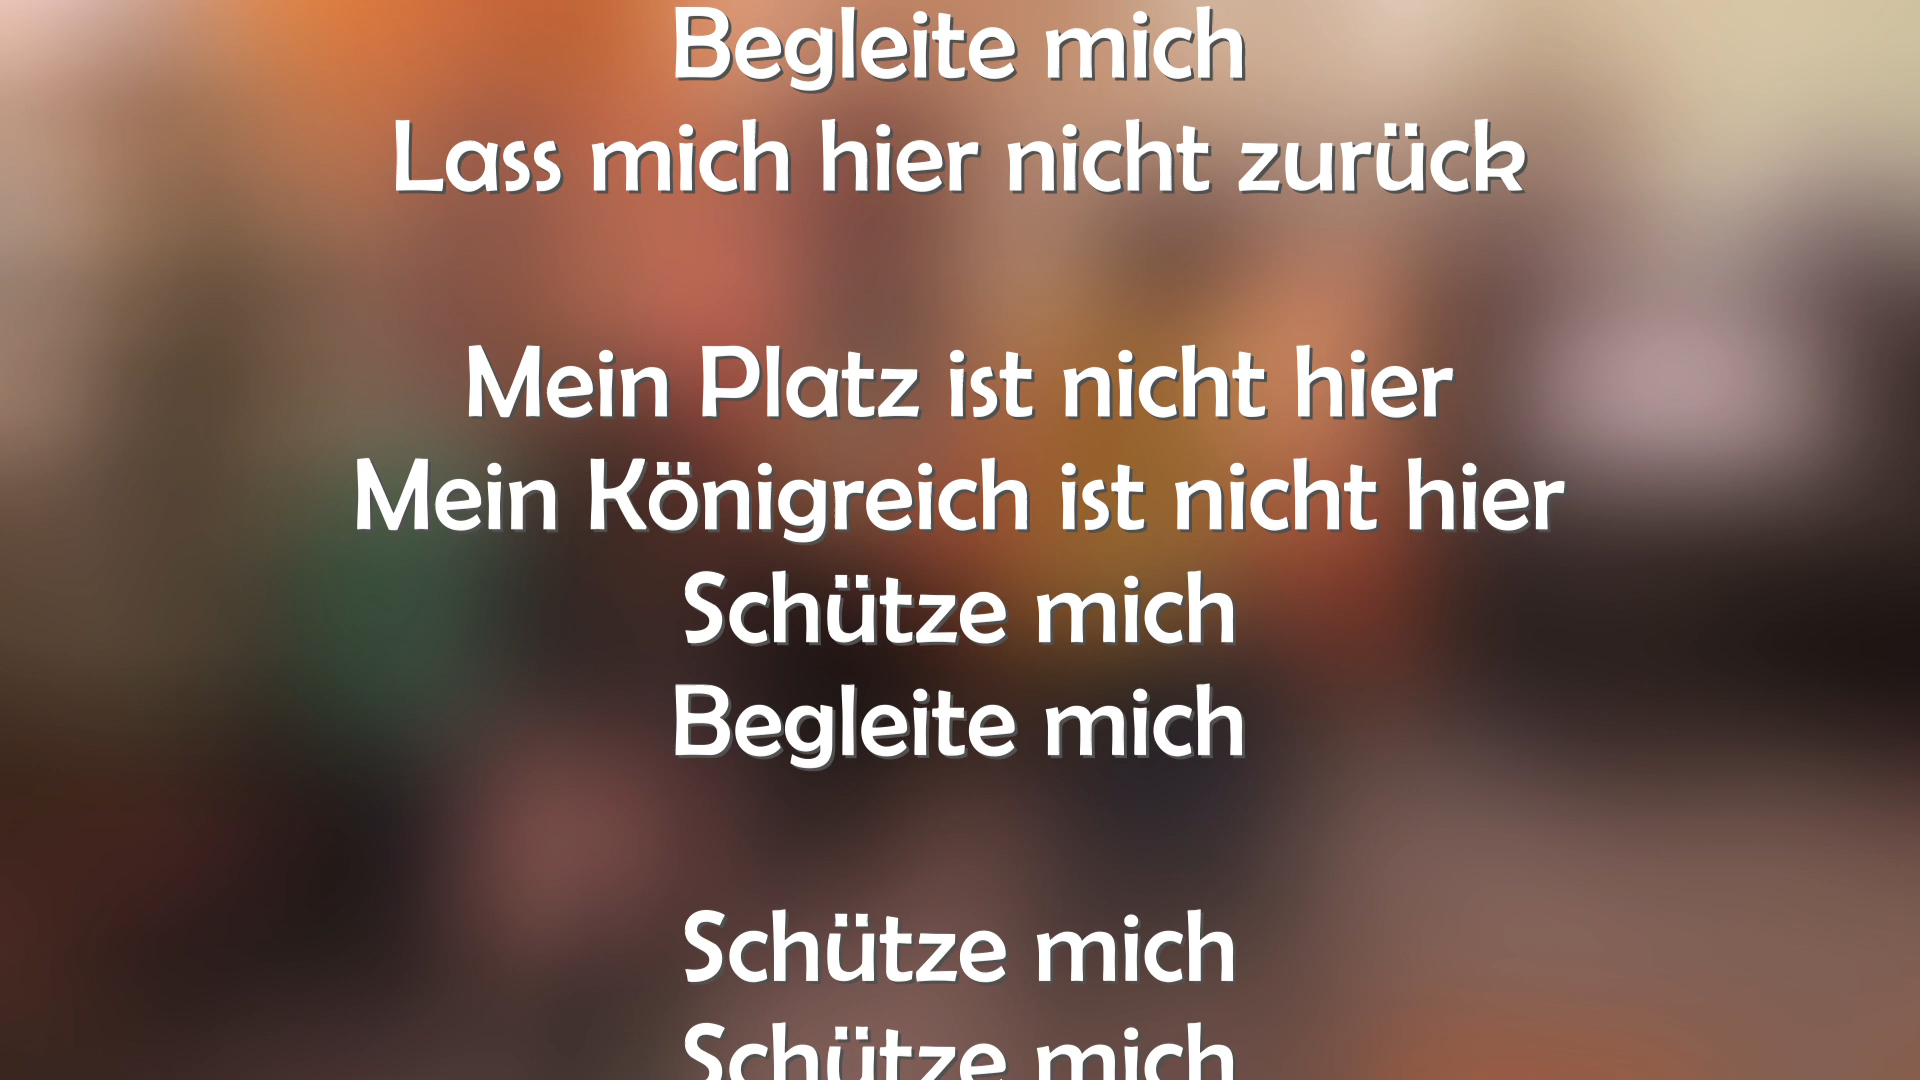 Begleite mich
Lass mich hier nicht zurück
Mein Platz ist nicht hier
Mein Königreich ist nicht hier
Schütze mich
Begleite mich
Schütze mich
Schütze mich